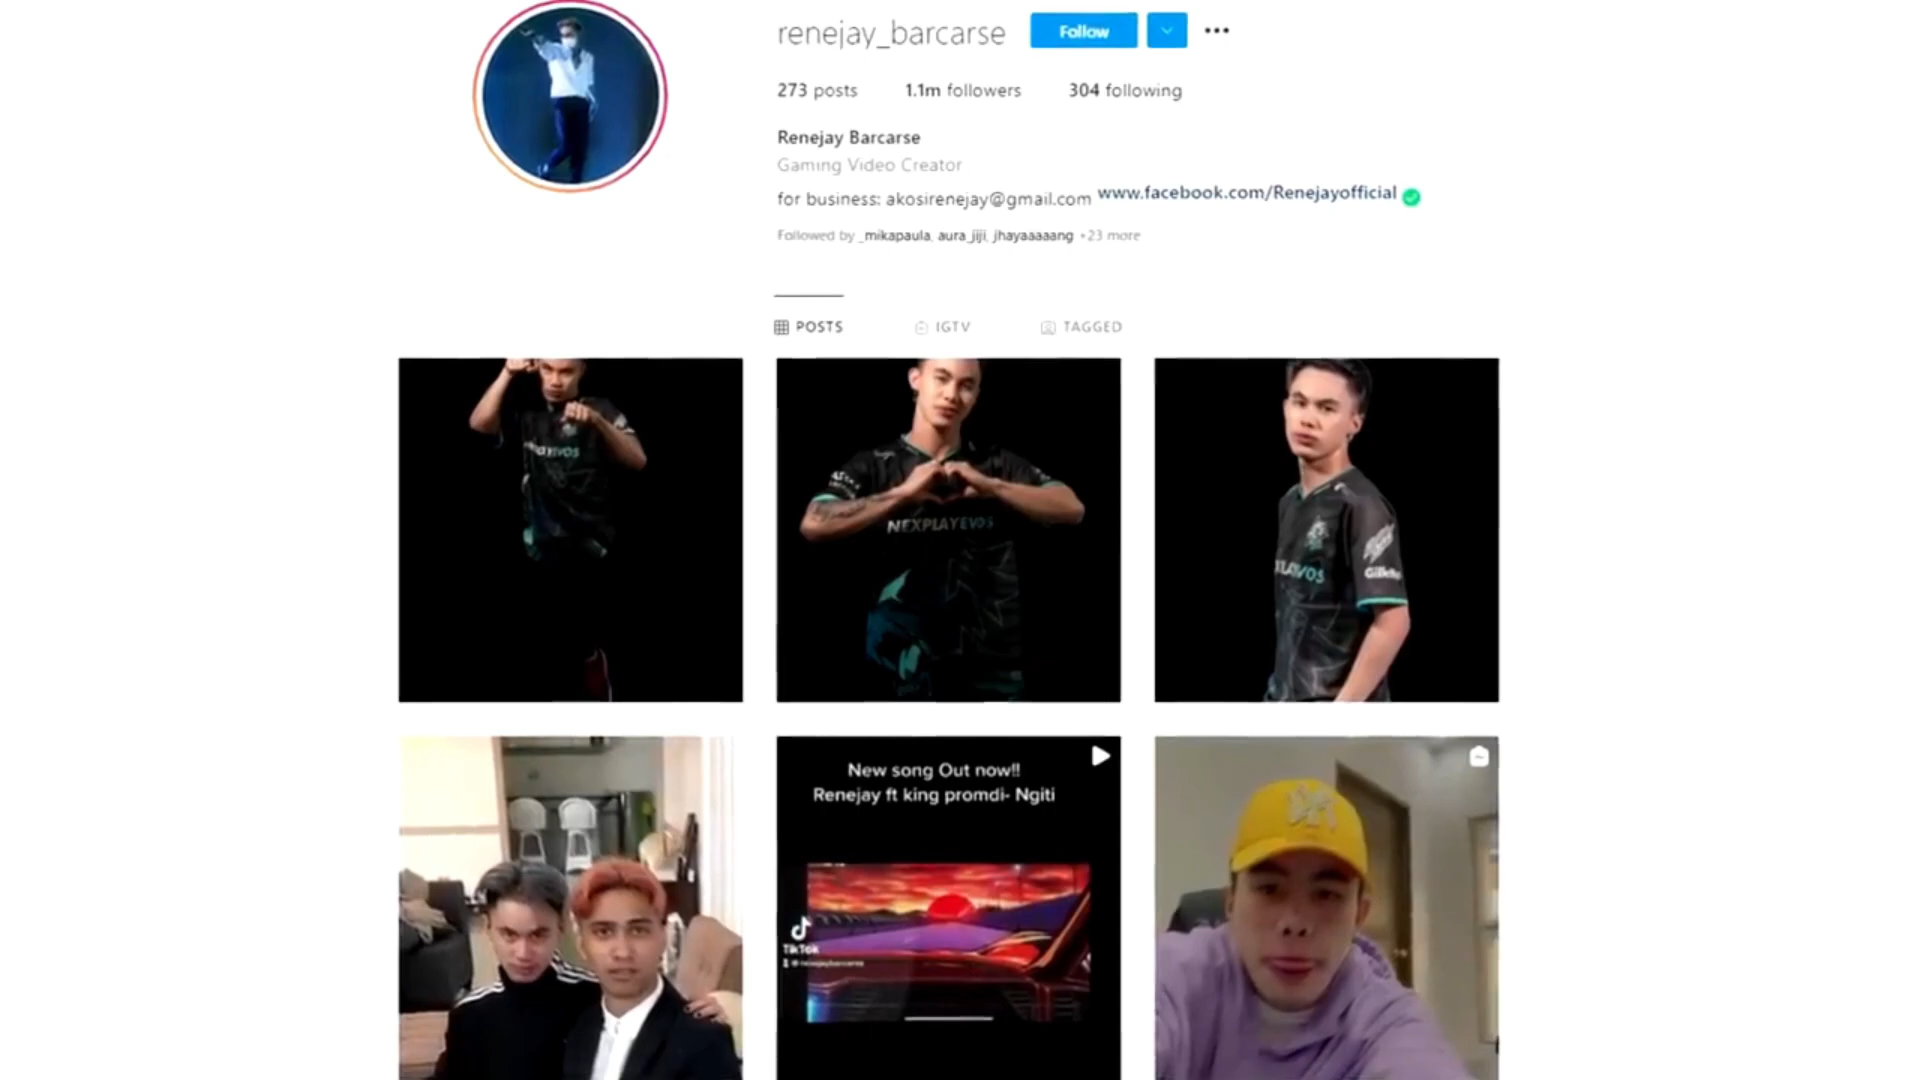 renejay_barcarse Follow
273 posts 1.1m followers 304 following
Renejay Barcarse
Gaming Video Creator
for business: akosirenejay@gmail.com www.facebook.com/Renejayofficial
Followed by _mikapaula, aura_jiji, jhayaaaaang +23 more
POSTS IGTV TAGGED
NEXPLAYEVOS
New song Out now!!
Renejay ft king promdi- Ngiti
TikTok